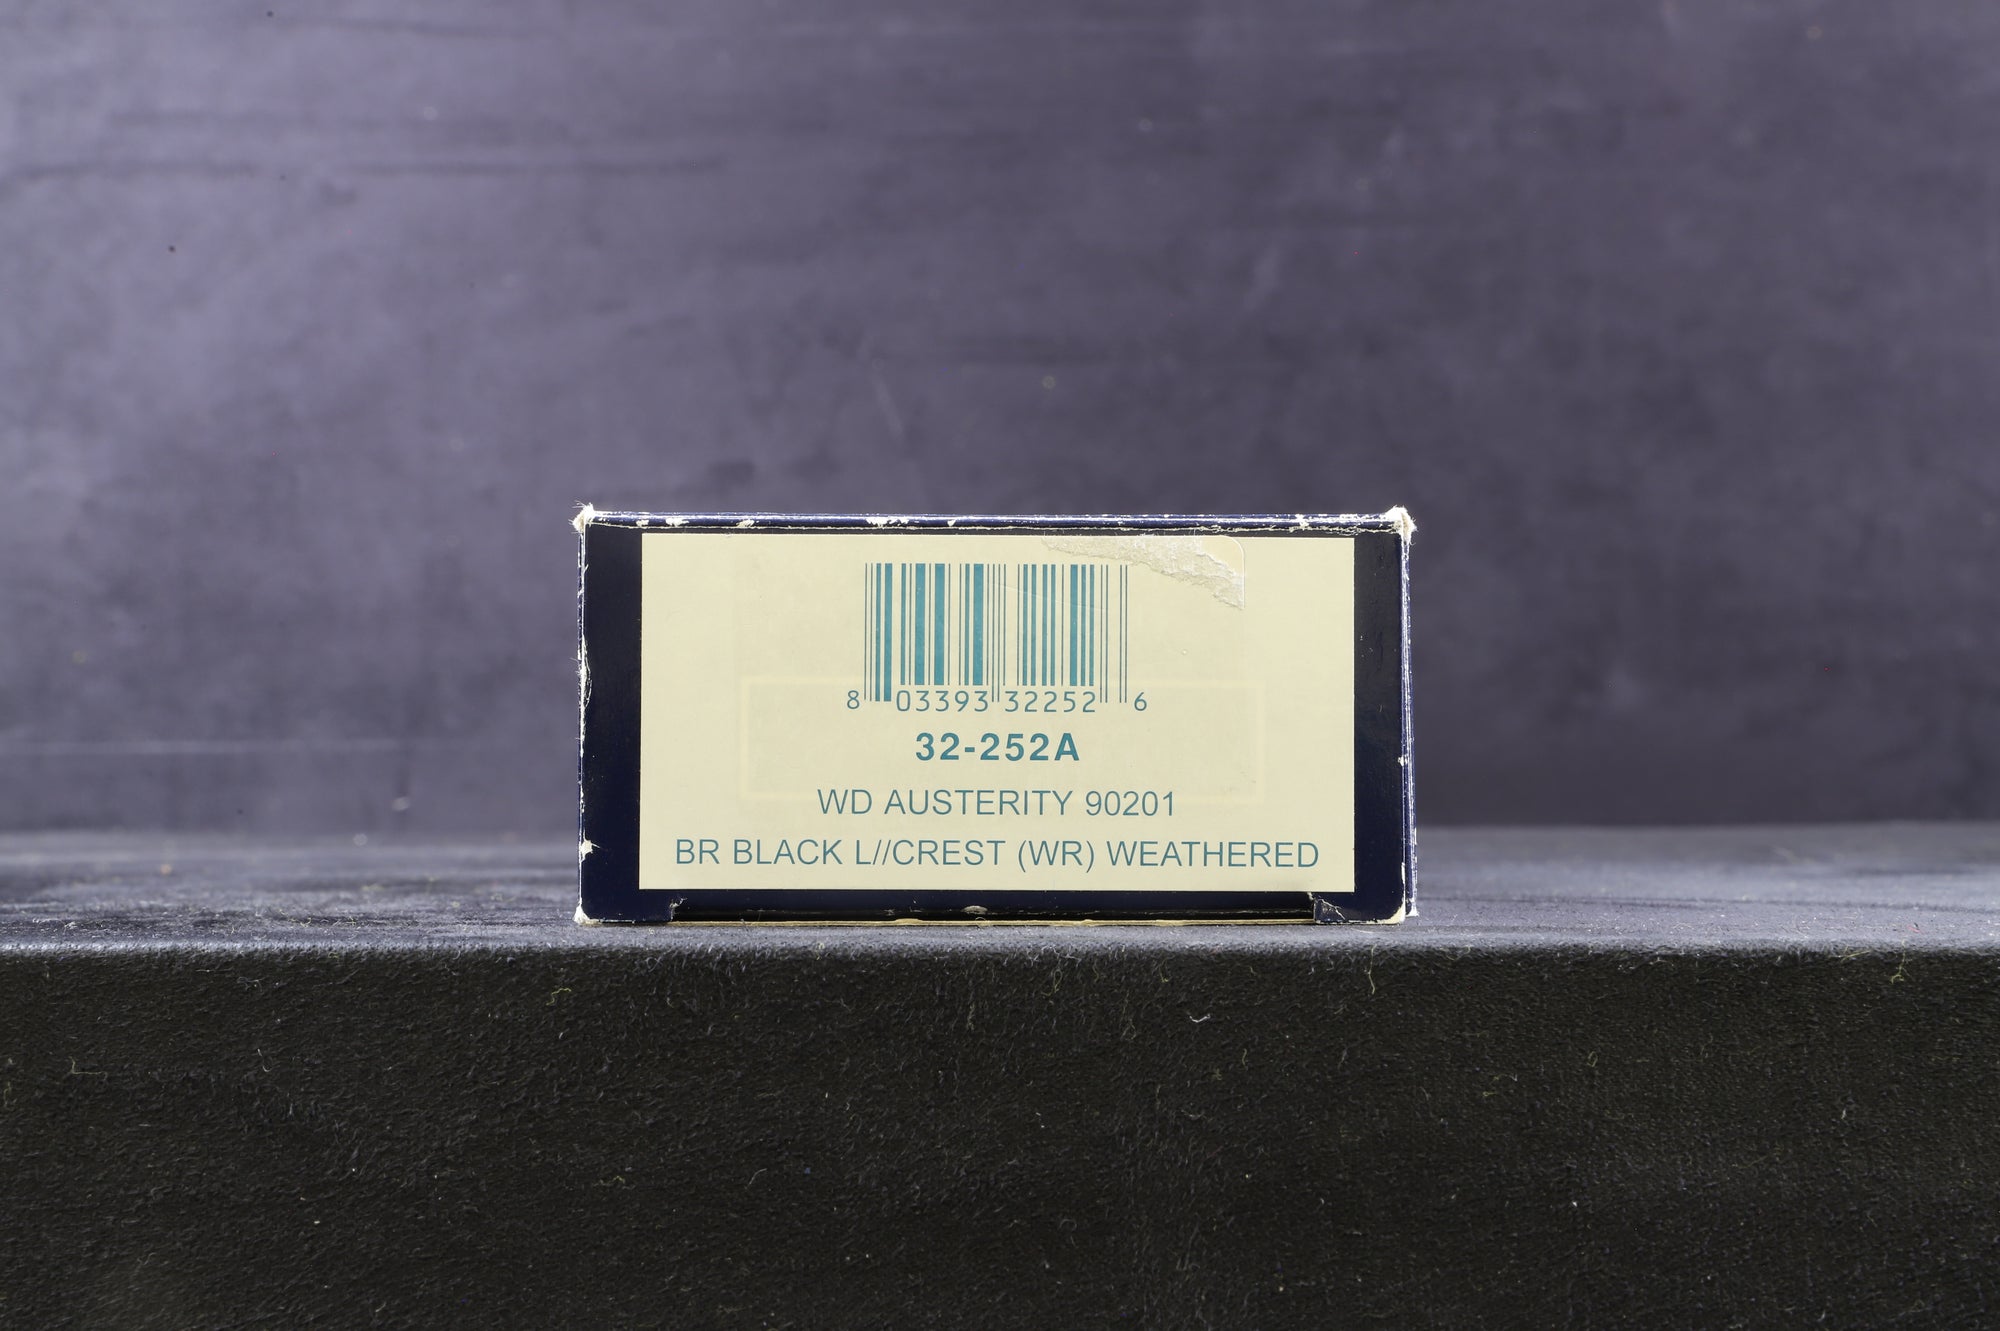 8 03393 32252 6
32-252A
WD AUSTERITY 90201
BR BLACK L//CREST (WR) WEATHERED